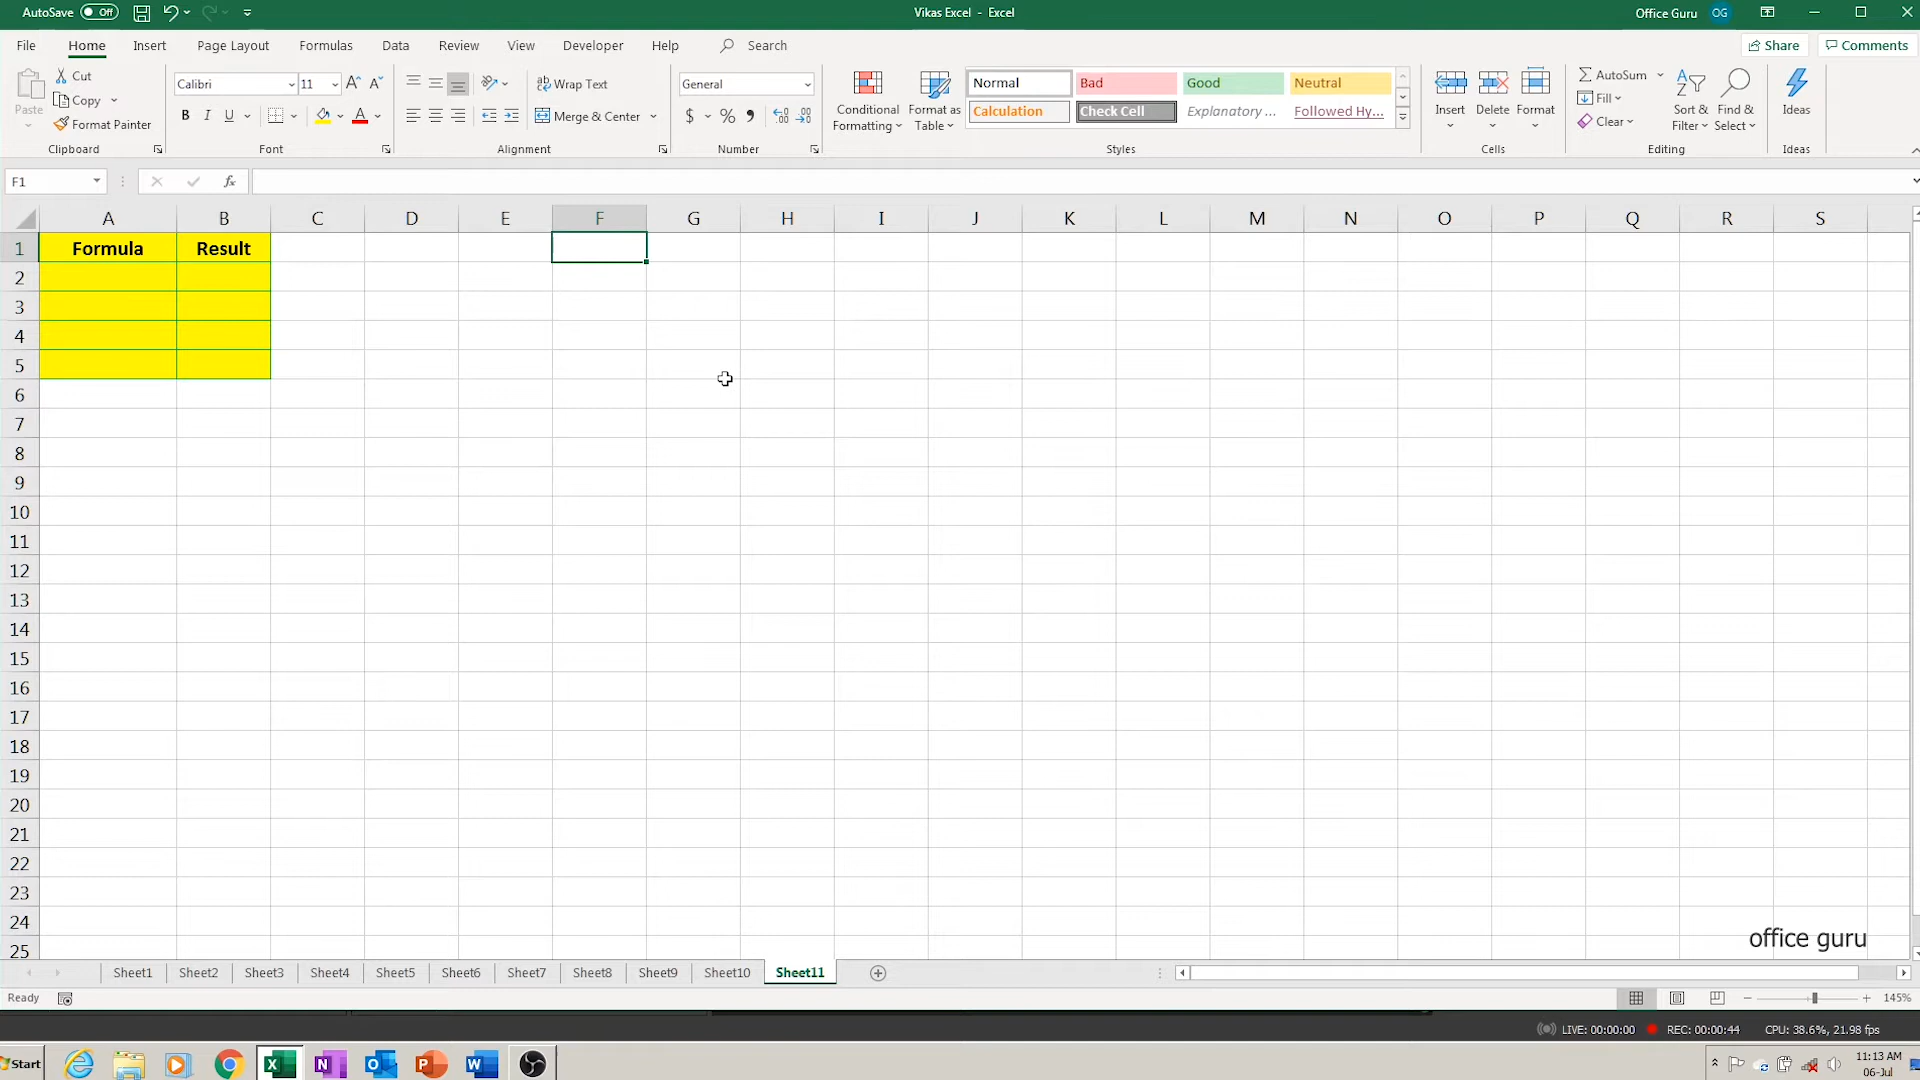 AutoSave Off Vikas Excel - Excel Office Guru OG
File Home Insert Page Layout Formulas Data Review View Developer Help Search Share Comments
Paste Cut Copy Format Painter Clipboard
Calibri 11 B I U A Font
ab Wrap Text Merge & Center Alignment
General $ % Number
Conditional Formatting Format as Table
Normal Bad Good Neutral
Calculation Check Cell Explanatory ... Followed Hy...
Styles
Insert Delete Format Cells
AutoSum Fill Clear Sort & Filter Find & Select Editing
Ideas Ideas
F1 fx
A B C D E F G H I J K L M N O P Q R S
1 Formula Result
2
3
4
5
6
7
8
9
10
11
12
13
14
15
16
17
18
19
20
21
22
23
24
25
office guru
Sheet1 Sheet2 Sheet3 Sheet4 Sheet5 Sheet6 Sheet7 Sheet8 Sheet9 Sheet10 Sheet11
Ready 145%
LIVE: 00:00:00 REC: 00:00:44 CPU: 38.6%, 21.98 fps
Start 11:13 AM
06-Jul